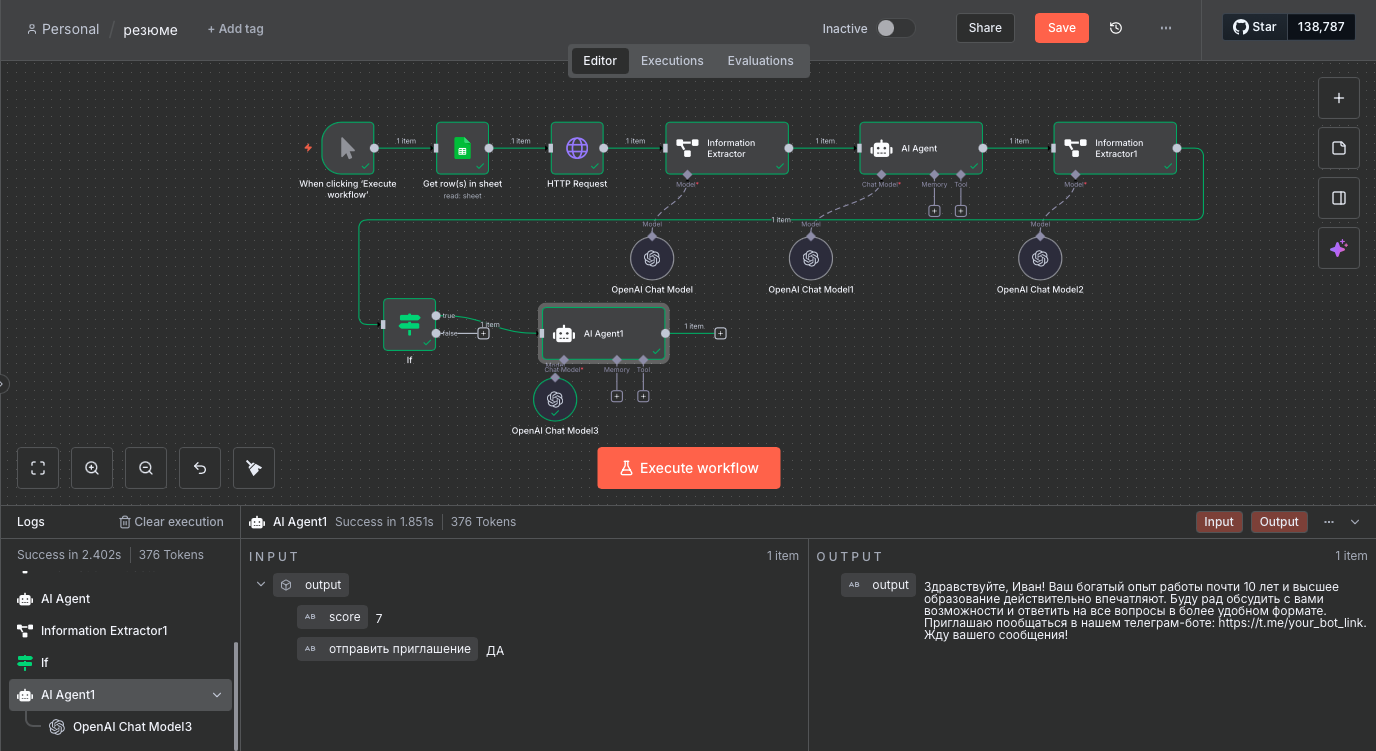 Personal / резюме + Add tag
Inactive Share Save ... Star 138,787
Editor Executions Evaluations
1 item 1 item 1 item 1 item 1 item
Information Extractor
AI Agent
Information Extractor1
When clicking ‘Execute workflow’
Get row(s) in sheet
read: sheet
HTTP Request
Model* Chat Model* Memory Tool Model*
1 item
Model Model Model
OpenAI Chat Model OpenAI Chat Model1 OpenAI Chat Model2
true
false
1 item
AI Agent1
1 item
If
Model
Chat Model* Memory Tool
OpenAI Chat Model3
Execute workflow
Logs Clear execution
AI Agent1 Success in 1.851s 376 Tokens Input Output ...
Success in 2.402s 376 Tokens
AI Agent
Information Extractor1
If
AI Agent1
OpenAI Chat Model3
INPUT 1 item
output
AB score 7
AB отправить приглашение ДА
OUTPUT 1 item
AB output
Здравствуйте, Иван! Ваш богатый опыт работы почти 10 лет и высшее
образование действительно впечатляют. Буду рад обсудить с вами
возможности и ответить на все вопросы в более удобном формате.
Приглашаю пообщаться в нашем телеграм-боте: https://t.me/your_bot_link.
Жду вашего сообщения!